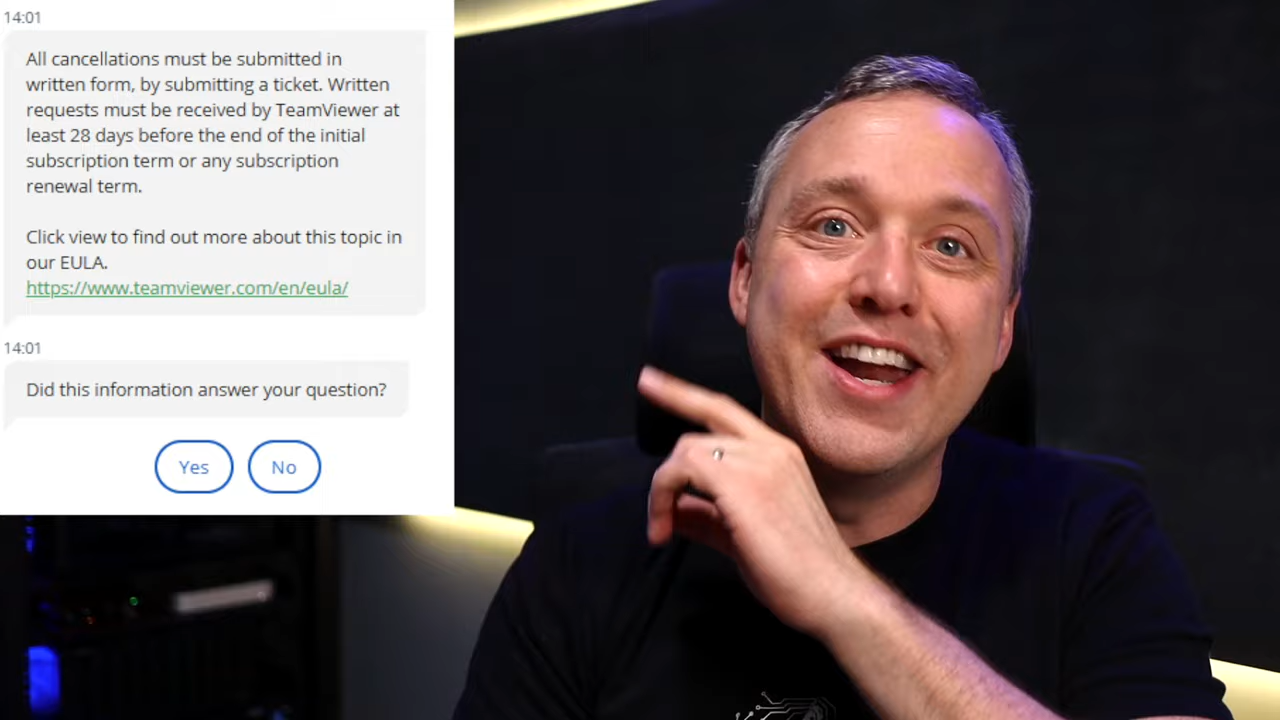 14:01
All cancellations must be submitted in
written form, by submitting a ticket. Written
requests must be received by TeamViewer at
least 28 days before the end of the initial
subscription term or any subscription
renewal term.
Click view to find out more about this topic in
our EULA.
https://www.teamviewer.com/en/eula/
14:01
Did this information answer your question?
Yes
No